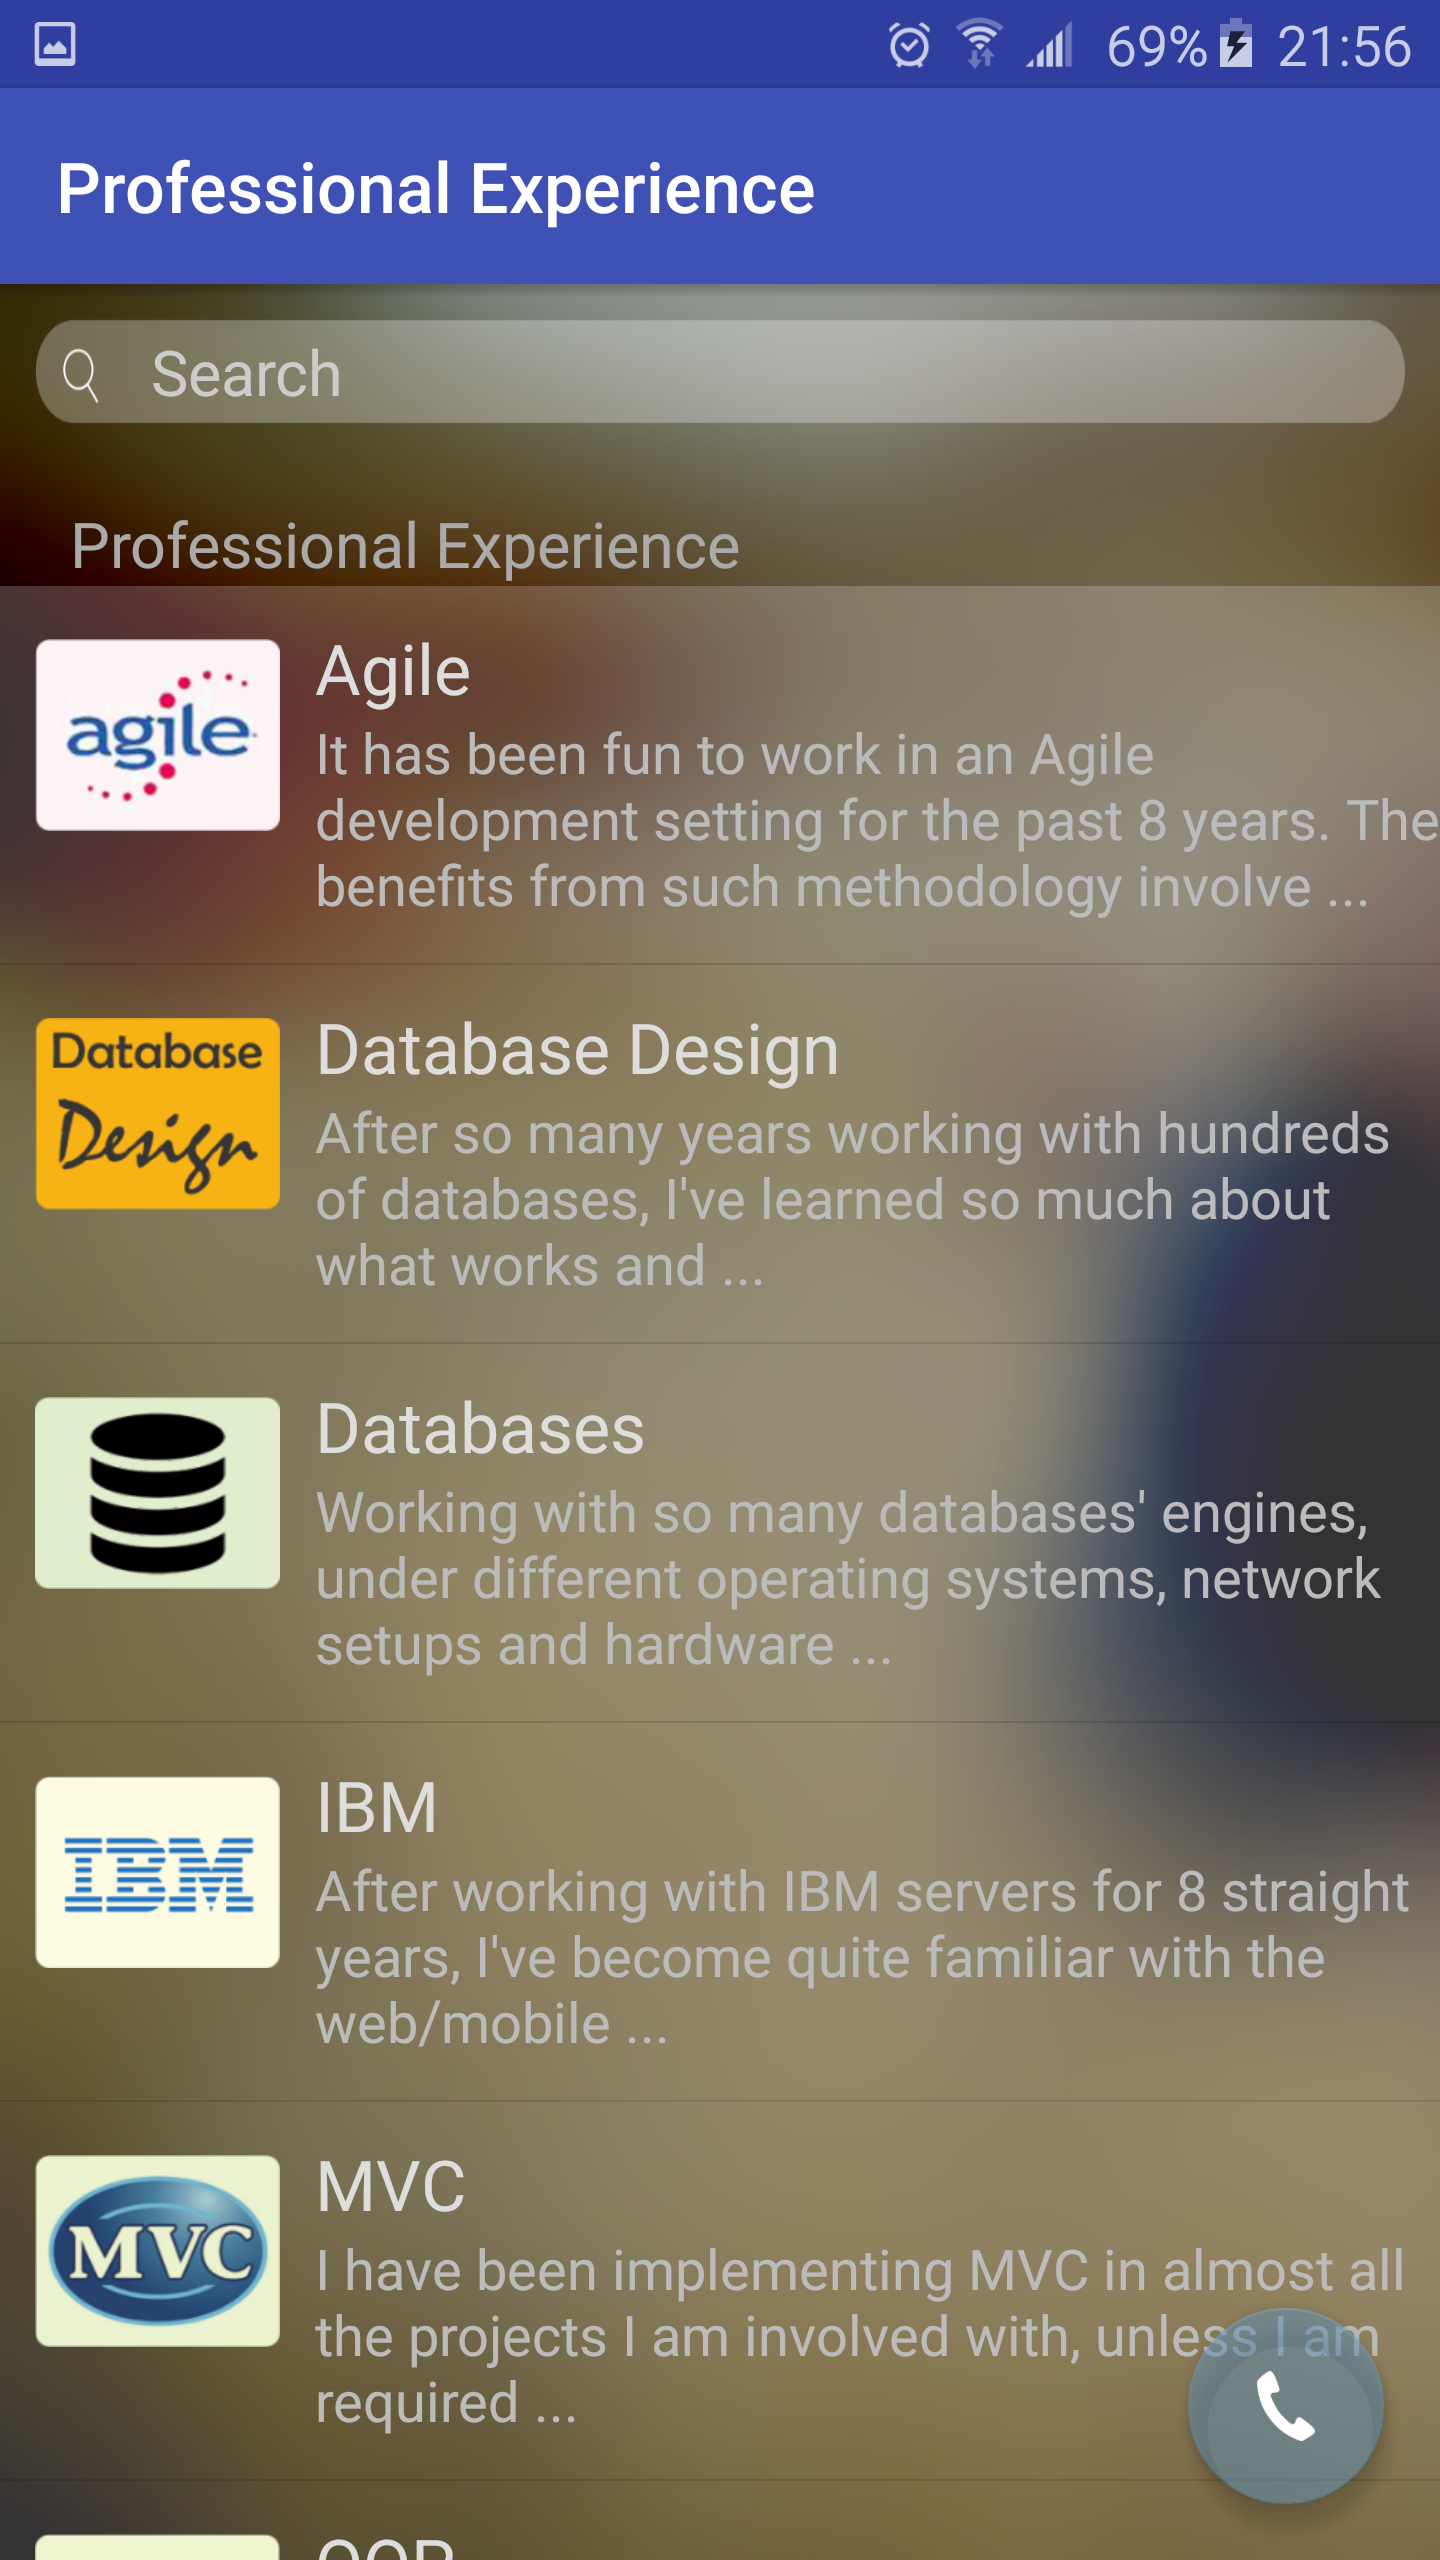 69% 21:56
Professional Experience
Search
Professional Experience
agile
Agile
It has been fun to work in an Agile
development setting for the past 8 years. The
benefits from such methodology involve ...
Database
Design
Database Design
After so many years working with hundreds
of databases, I've learned so much about
what works and ...
Databases
Working with so many databases' engines,
under different operating systems, network
setups and hardware ...
IBM
IBM
After working with IBM servers for 8 straight
years, I've become quite familiar with the
web/mobile ...
MVC
MVC
I have been implementing MVC in almost all
the projects I am involved with, unless I am
required ...